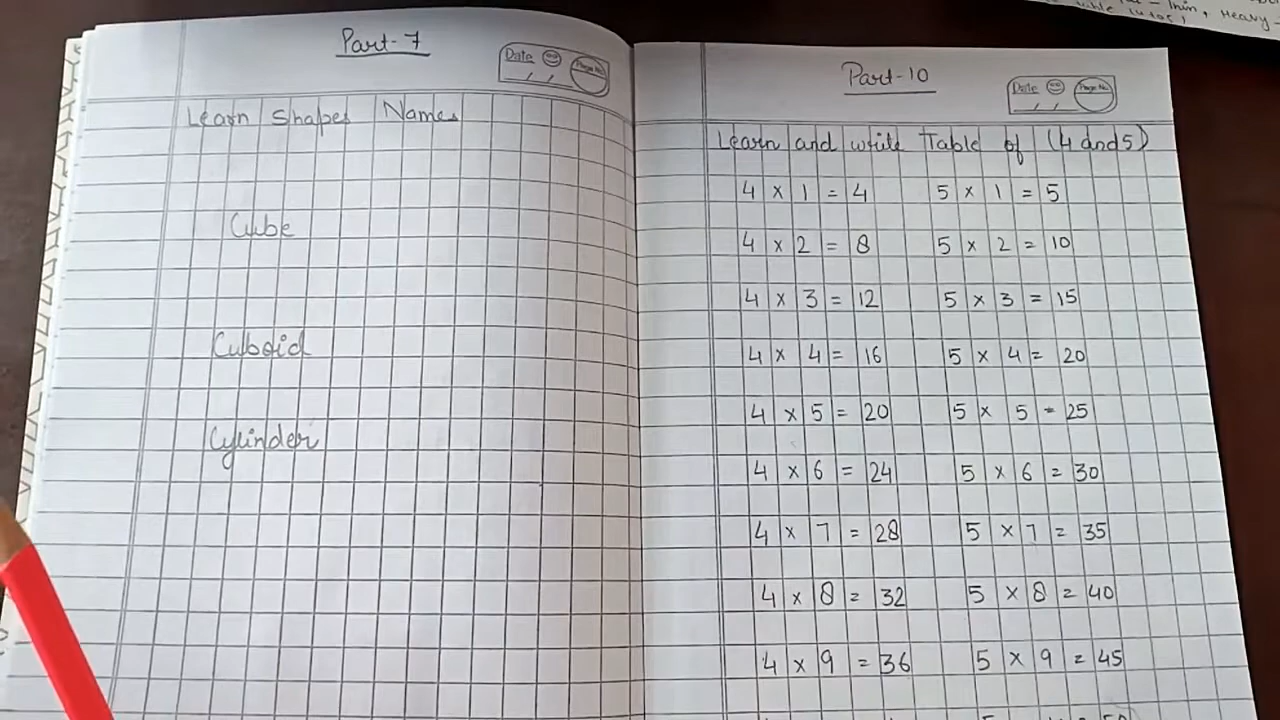 Part-7
Date
Page No.
Learn Shapes Names
Cube
Cuboid
Cylinder
Thin, Heavy-
Part-10
Date
Page No.
Learn and write Table of (4 and 5)
4 x 1 = 4 5 x 1 = 5
4 x 2 = 8 5 x 2 = 10
4 x 3 = 12 5 x 3 = 15
4 x 4 = 16 5 x 4 = 20
4 x 5 = 20 5 x 5 = 25
4 x 6 = 24 5 x 6 = 30
4 x 7 = 28 5 x 7 = 35
4 x 8 = 32 5 x 8 = 40
4 x 9 = 36 5 x 9 = 45